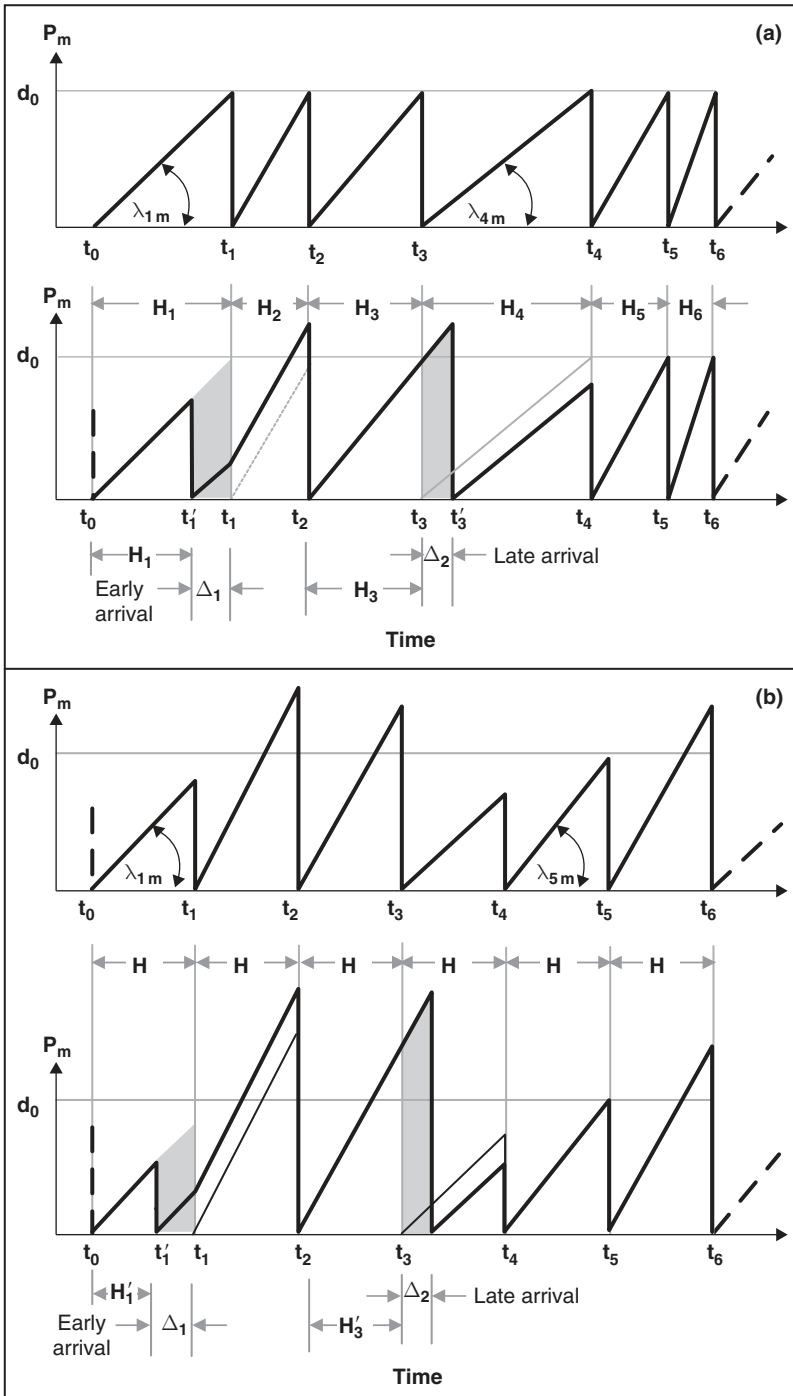 P_m (a)
d_0
λ_1m λ_4m
t_0 t_1 t_2 t_3 t_4 t_5 t_6
P_m H_1 H_2 H_3 H_4 H_5 H_6
d_0
t_0 t'_1 t_1 t_2 t_3 t'_3 t_4 t_5 t_6
H_1 Δ_2 Late arrival
Early Δ_1 H_3
arrival
Time
P_m (b)
d_0
λ_1m λ_5m
t_0 t_1 t_2 t_3 t_4 t_5 t_6
H H H H H H
P_m
d_0
t_0 t'_1 t_1 t_2 t_3 t_4 t_5 t_6
H'_1 Δ_2 Late arrival
Early Δ_1 H'_3
arrival
Time